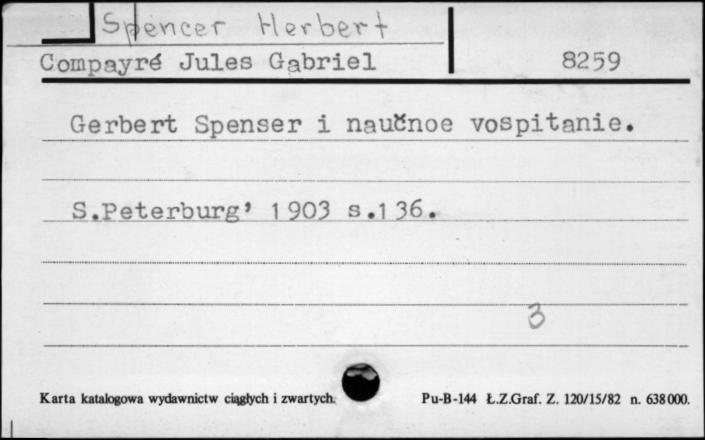 Spencer Herbert
Compayré Jules Gabriel 8259
Gerbert Spenser i naučnoe vospitanie.
S.Peterburg' 1903 s.136.
3
Karta katalogowa wydawnictw ciągłych i zwartych. Pu-B-144 Ł.Z.Graf. Z. 120/15/82 n. 638000.